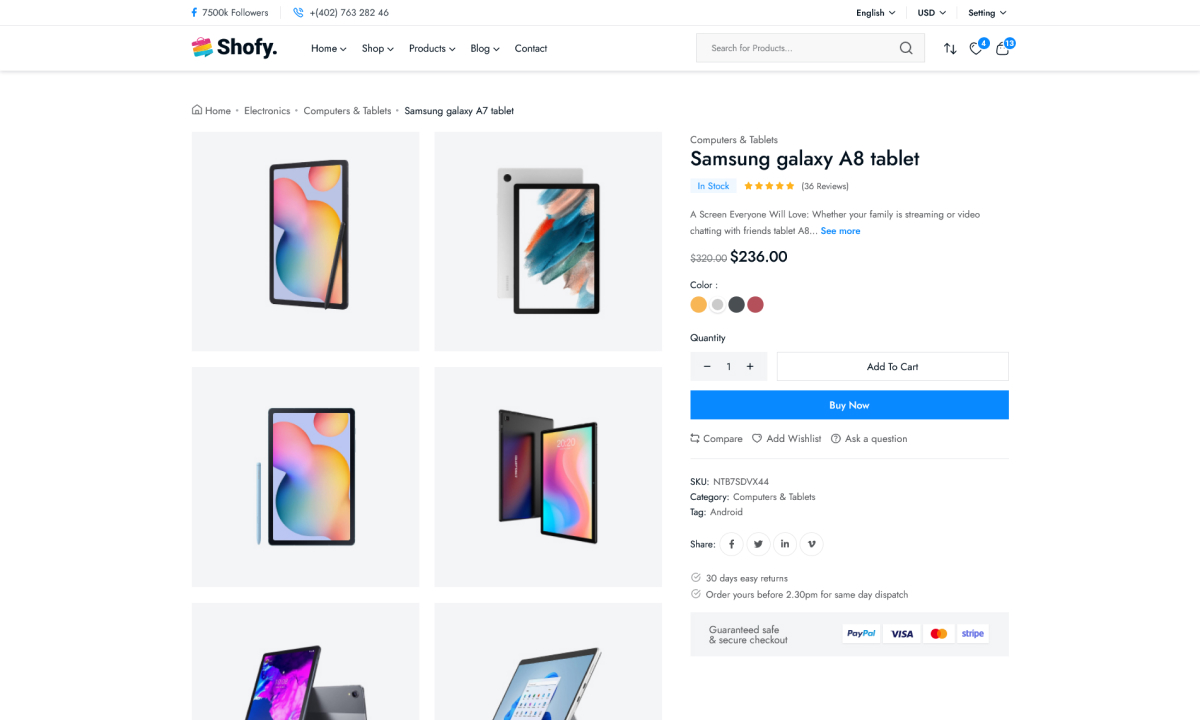 7500k Followers
+(402) 763 282 46
English
USD
Setting
Shofy.
Home
Shop
Products
Blog
Contact
Search for Products...
4
13
Home • Electronics • Computers & Tablets • Samsung galaxy A7 tablet
Computers & Tablets
Samsung galaxy A8 tablet
In Stock
(36 Reviews)
A Screen Everyone Will Love: Whether your family is streaming or video
chatting with friends tablet A8... See more
$320.00 $236.00
Color :
Quantity
− 1 +
Add To Cart
Buy Now
Compare
Add Wishlist
Ask a question
SKU: NTB7SDVX44
Category: Computers & Tablets
Tag: Android
Share:
30 days easy returns
Order yours before 2.30pm for same day dispatch
Guaranteed safe
& secure checkout
PayPal
VISA
stripe